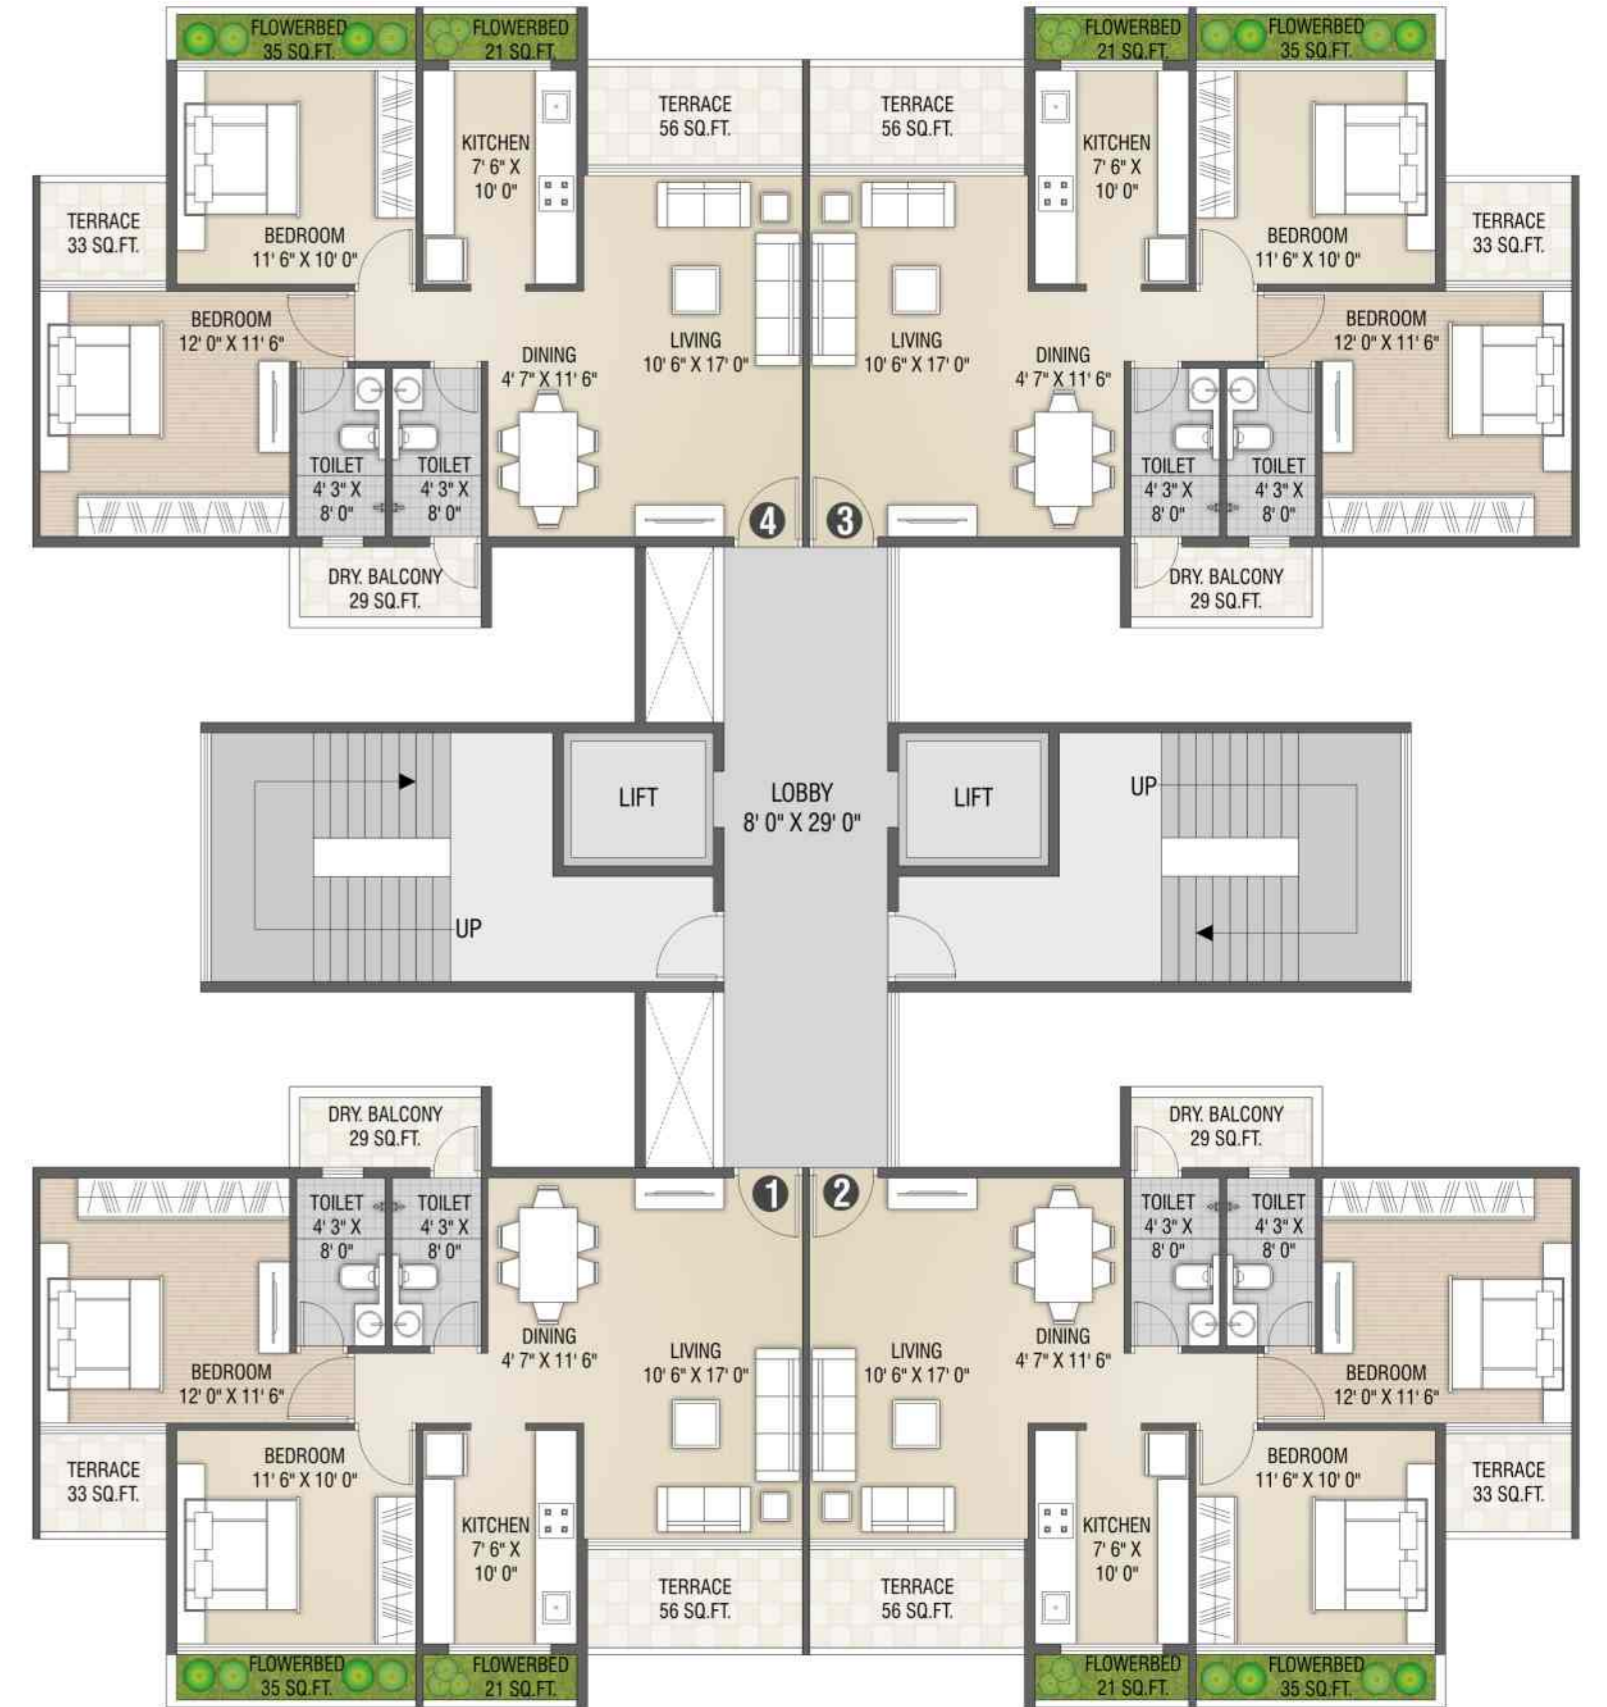 FLOWERBED
35 SQ.FT.
FLOWERBED
21 SQ.FT.
FLOWERBED
21 SQ.FT.
FLOWERBED
35 SQ.FT.
TERRACE
56 SQ.FT.
TERRACE
56 SQ.FT.
KITCHEN
7' 6" X
10' 0"
KITCHEN
7' 6" X
10' 0"
TERRACE
33 SQ.FT.
BEDROOM
11' 6" X 10' 0"
BEDROOM
11' 6" X 10' 0"
TERRACE
33 SQ.FT.
BEDROOM
12' 0" X 11' 6"
DINING
4' 7" X 11' 6"
LIVING
10' 6" X 17' 0"
LIVING
10' 6" X 17' 0"
DINING
4' 7" X 11' 6"
BEDROOM
12' 0" X 11' 6"
TOILET
4' 3" X
8' 0"
TOILET
4' 3" X
8' 0"
4
3
TOILET
4' 3" X
8' 0"
TOILET
4' 3" X
8' 0"
DRY. BALCONY
29 SQ.FT.
DRY. BALCONY
29 SQ.FT.
LIFT
LOBBY
8' 0" X 29' 0"
LIFT
UP
UP
DRY. BALCONY
29 SQ.FT.
DRY. BALCONY
29 SQ.FT.
TOILET
4' 3" X
8' 0"
TOILET
4' 3" X
8' 0"
1
2
TOILET
4' 3" X
8' 0"
TOILET
4' 3" X
8' 0"
BEDROOM
12' 0" X 11' 6"
DINING
4' 7" X 11' 6"
LIVING
10' 6" X 17' 0"
LIVING
10' 6" X 17' 0"
DINING
4' 7" X 11' 6"
BEDROOM
12' 0" X 11' 6"
TERRACE
33 SQ.FT.
BEDROOM
11' 6" X 10' 0"
BEDROOM
11' 6" X 10' 0"
TERRACE
33 SQ.FT.
KITCHEN
7' 6" X
10' 0"
KITCHEN
7' 6" X
10' 0"
TERRACE
56 SQ.FT.
TERRACE
56 SQ.FT.
FLOWERBED
35 SQ.FT.
FLOWERBED
21 SQ.FT.
FLOWERBED
21 SQ.FT.
FLOWERBED
35 SQ.FT.